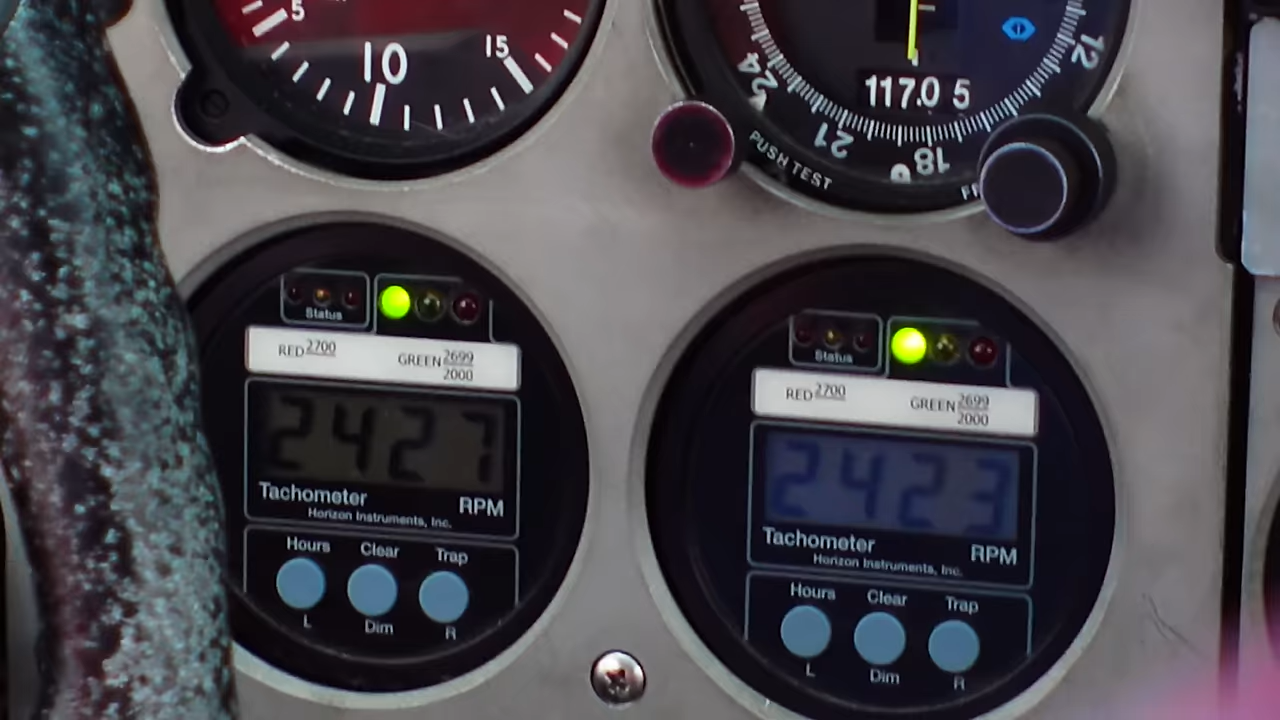 5
10
15
24
21
18
12
117.0 5
PUSH TEST
Status
RED 2700
GREEN 2699
2000
2427
Tachometer
RPM
Horizon Instruments, Inc.
Hours Clear Trap
L Dim R
Status
RED 2700
GREEN 2699
2000
2423
Tachometer
RPM
Horizon Instruments, Inc.
Hours Clear Trap
L Dim R